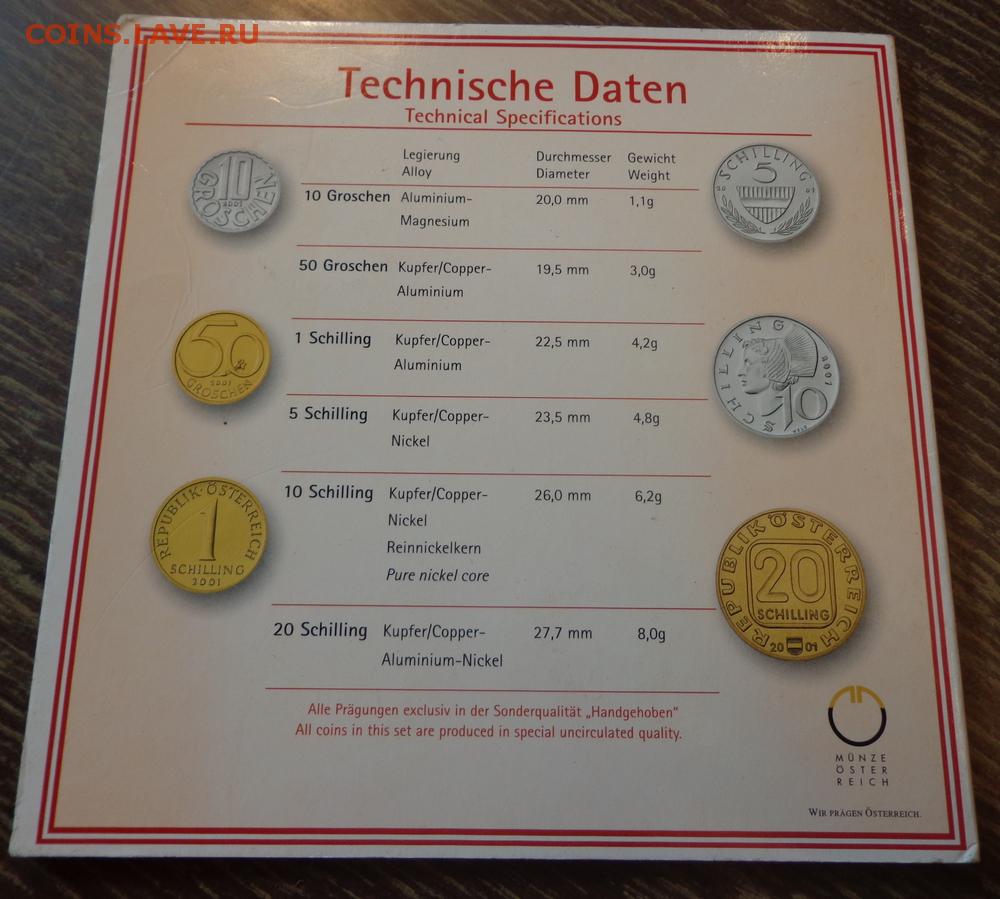 COINS.LAVE.RU
Technische Daten
Technical Specifications
Legierung Durchmesser Gewicht
Alloy Diameter Weight
10 Groschen Aluminium- 20,0 mm 1,1g
Magnesium
50 Groschen Kupfer/Copper- 19,5 mm 3,0g
Aluminium
1 Schilling Kupfer/Copper- 22,5 mm 4,2g
Aluminium
5 Schilling Kupfer/Copper- 23,5 mm 4,8g
Nickel
10 Schilling Kupfer/Copper- 26,0 mm 6,2g
Nickel
Reinnickelkern
Pure nickel core
20 Schilling Kupfer/Copper- 27,7 mm 8,0g
Aluminium-Nickel
Alle Prägungen exclusiv in der Sonderqualität „Handgehoben“
All coins in this set are produced in special uncirculated quality.
10
2001
GROSCHEN
50
2001
GROSCHEN
REPUBLIK·ÖSTERREICH
1
SCHILLING
2001
SCHILLING
5
20 01
SCHILLING
2001
10
REPUBLIK ÖSTERREICH
20
SCHILLING
20 01
MÜNZE
ÖSTER
REICH
WIR PRÄGEN ÖSTERREICH.